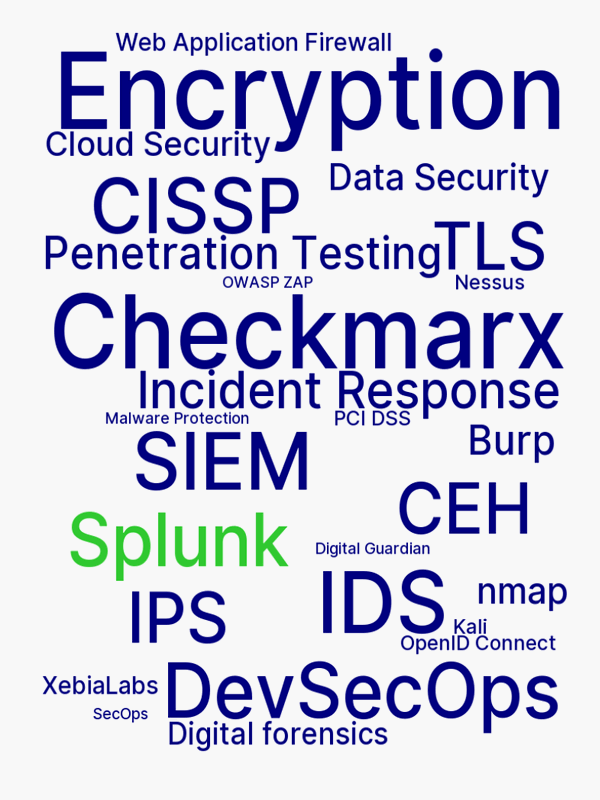 Web Application Firewall
Encryption
Cloud Security
Data Security
CISSP
TLS
Penetration Testing
OWASP ZAP
Nessus
Checkmarx
Incident Response
Malware Protection
PCI DSS
Burp
SIEM
CEH
Splunk
Digital Guardian
nmap
IDS
IPS
Kali
OpenID Connect
XebiaLabs
DevSecOps
SecOps
Digital forensics